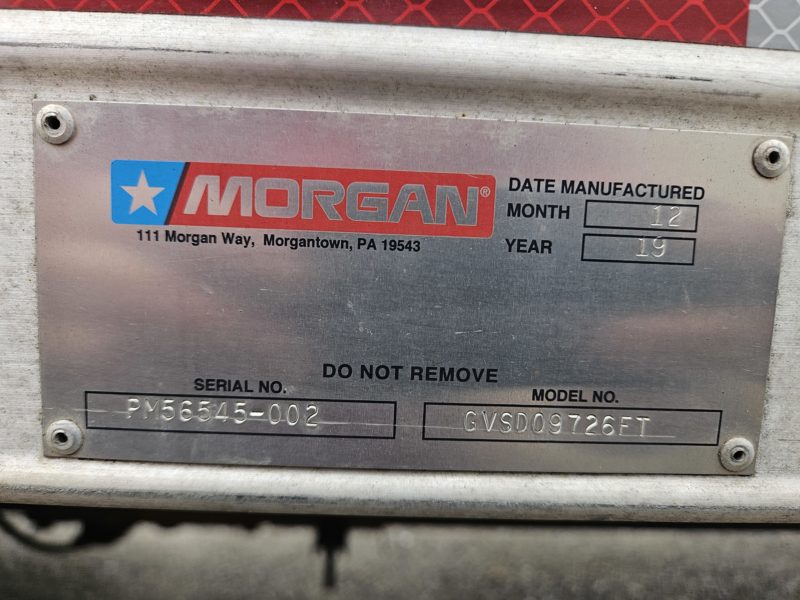 MORGAN®
111 Morgan Way, Morgantown, PA 19543
DATE MANUFACTURED
MONTH 12
YEAR 19
DO NOT REMOVE
SERIAL NO.
PM56545-002
MODEL NO.
GVSD09726FT